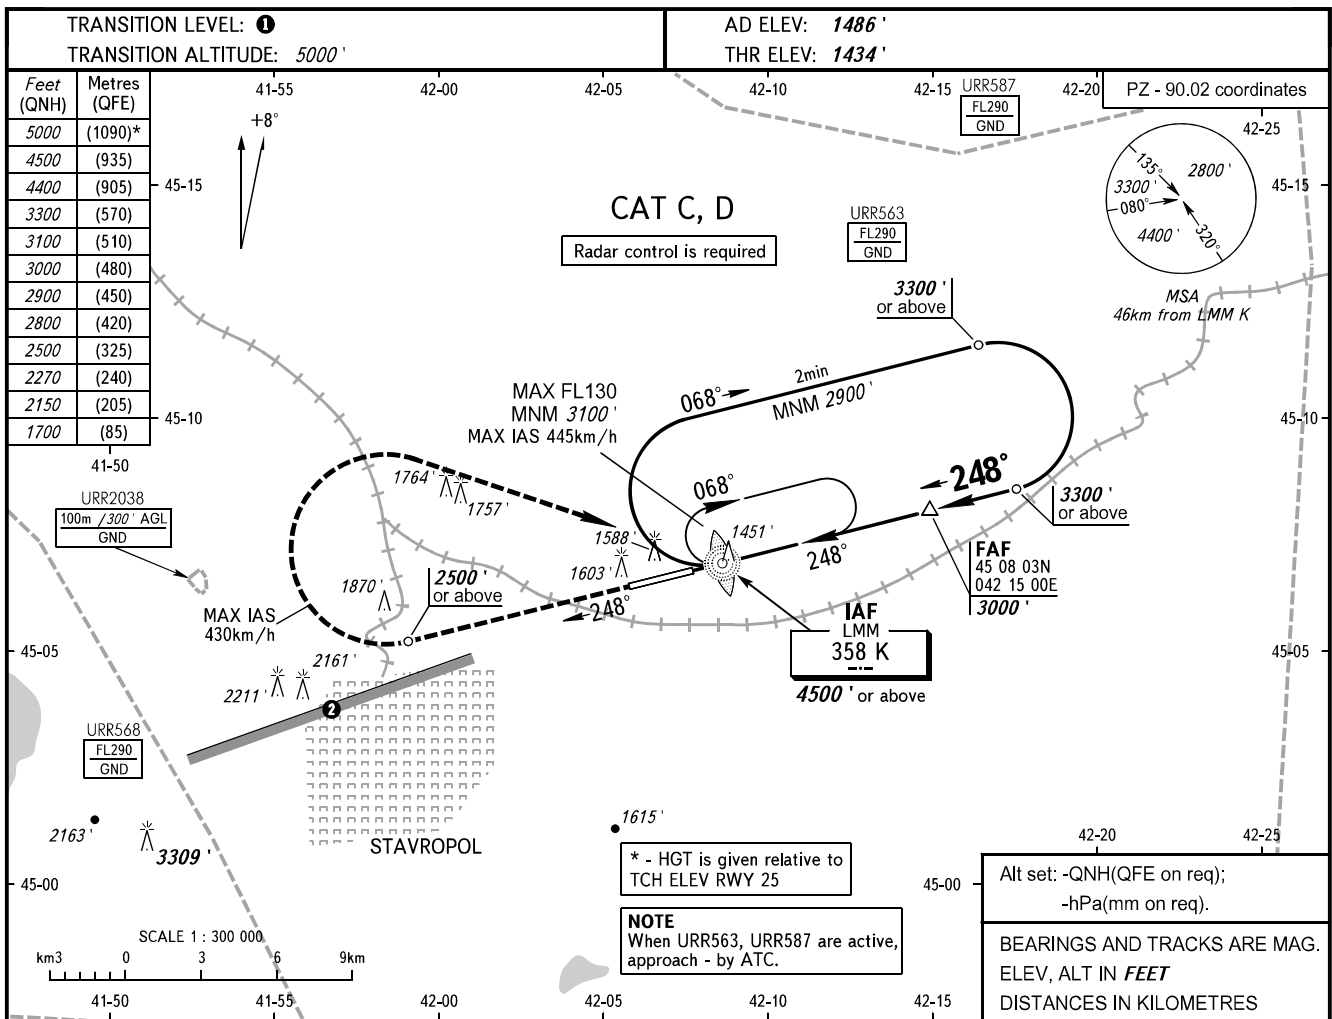 TRANSITION LEVEL: ❶
TRANSITION ALTITUDE: 5000 '
AD ELEV: 1486 '
THR ELEV: 1434 '
Feet (QNH) Metres (QFE)
5000 (1090)*
4500 (935)
4400 (905)
3300 (570)
3100 (510)
3000 (480)
2900 (450)
2800 (420)
2500 (325)
2270 (240)
2150 (205)
1700 (85)
41-55
42-00
42-05
42-10
42-15
42-20
PZ - 90.02 coordinates
42-25
+8°
URR587
FL290
GND
45-15
45-15
135°
2800 '
3300 '
080°
4400 '
320°
MSA
46km from LMM K
CAT C, D
Radar control is required
URR563
FL290
GND
3300 '
or above
2min
068°
MNM 2900 '
MAX FL130
MNM 3100 '
MAX IAS 445km/h
45-10
45-10
41-50
URR2038
100m / 300 ' AGL
GND
1764 '
1757 '
068°
248°
3300 '
or above
1588 '
1451 '
1603 '
248°
FAF
45 08 03N
042 15 00E
3000 '
1870 '
2500 '
or above
248°
MAX IAS
430km/h
IAF
LMM
358 K
4500 ' or above
45-05
45-05
2161 '
2211 '
❷
URR568
FL290
GND
2163 '
3309 '
STAVROPOL
1615 '
42-20
42-25
* - HGT is given relative to
TCH ELEV RWY 25
45-00
45-00
NOTE
When URR563, URR587 are active,
approach - by ATC.
Alt set: -QNH(QFE on req);
-hPa(mm on req).
BEARINGS AND TRACKS ARE MAG.
ELEV, ALT IN FEET
DISTANCES IN KILOMETRES
SCALE 1 : 300 000
km3 0 3 6 9km
41-50
41-55
42-00
42-05
42-10
42-15